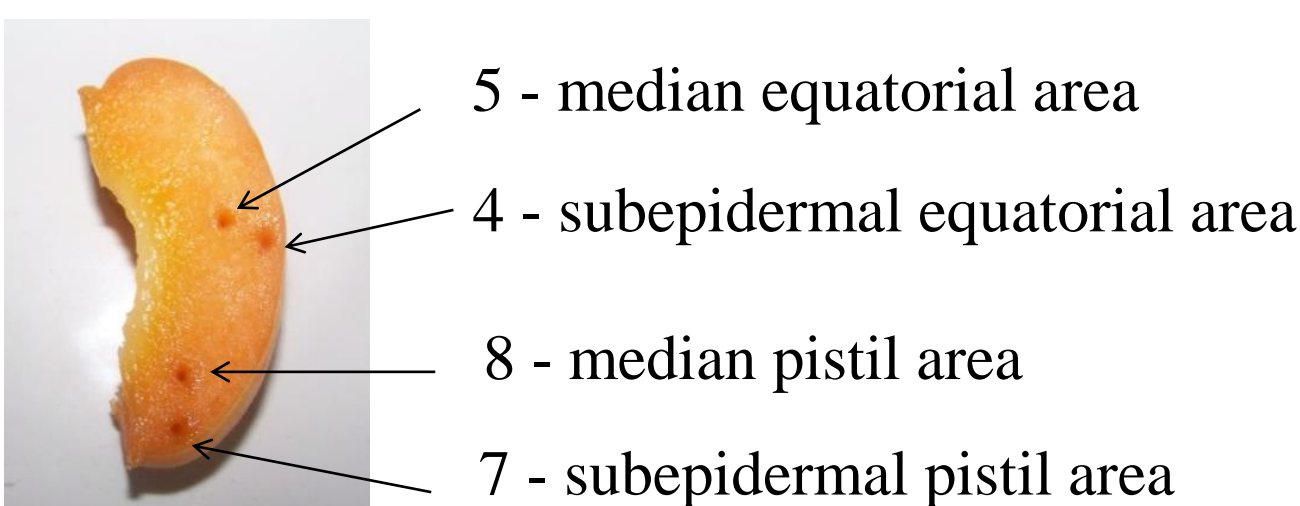 5 - median equatorial area
4 - subepidermal equatorial area
8 - median pistil area
7 - subepidermal pistil area